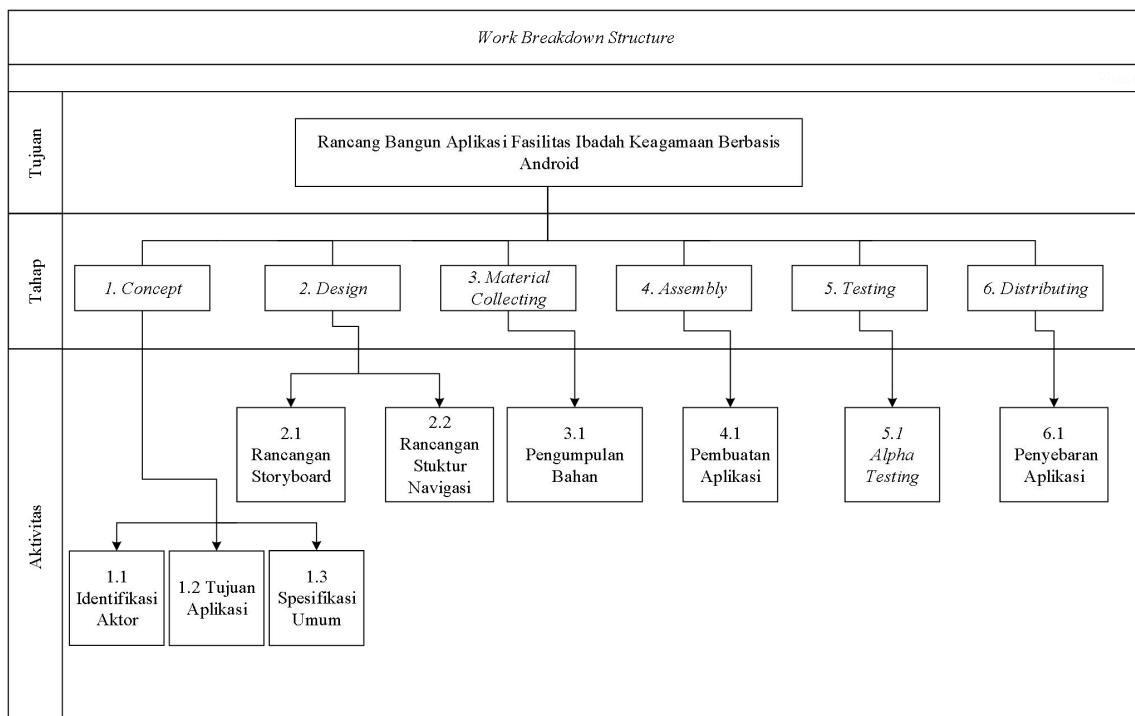 Work Breakdown Structure
Tujuan
Rancang Bangun Aplikasi Fasilitas Ibadah Keagamaan Berbasis
Android
Tahap
1. Concept
2. Design
3. Material
Collecting
4. Assembly
5. Testing
6. Distributing
Aktivitas
2.1
Rancangan
Storyboard
2.2
Rancangan
Stuktur
Navigasi
3.1
Pengumpulan
Bahan
4.1
Pembuatan
Aplikasi
5.1
Alpha
Testing
6.1
Penyebaran
Aplikasi
1.1
Identifikasi
Aktor
1.2 Tujuan
Aplikasi
1.3
Spesifikasi
Umum